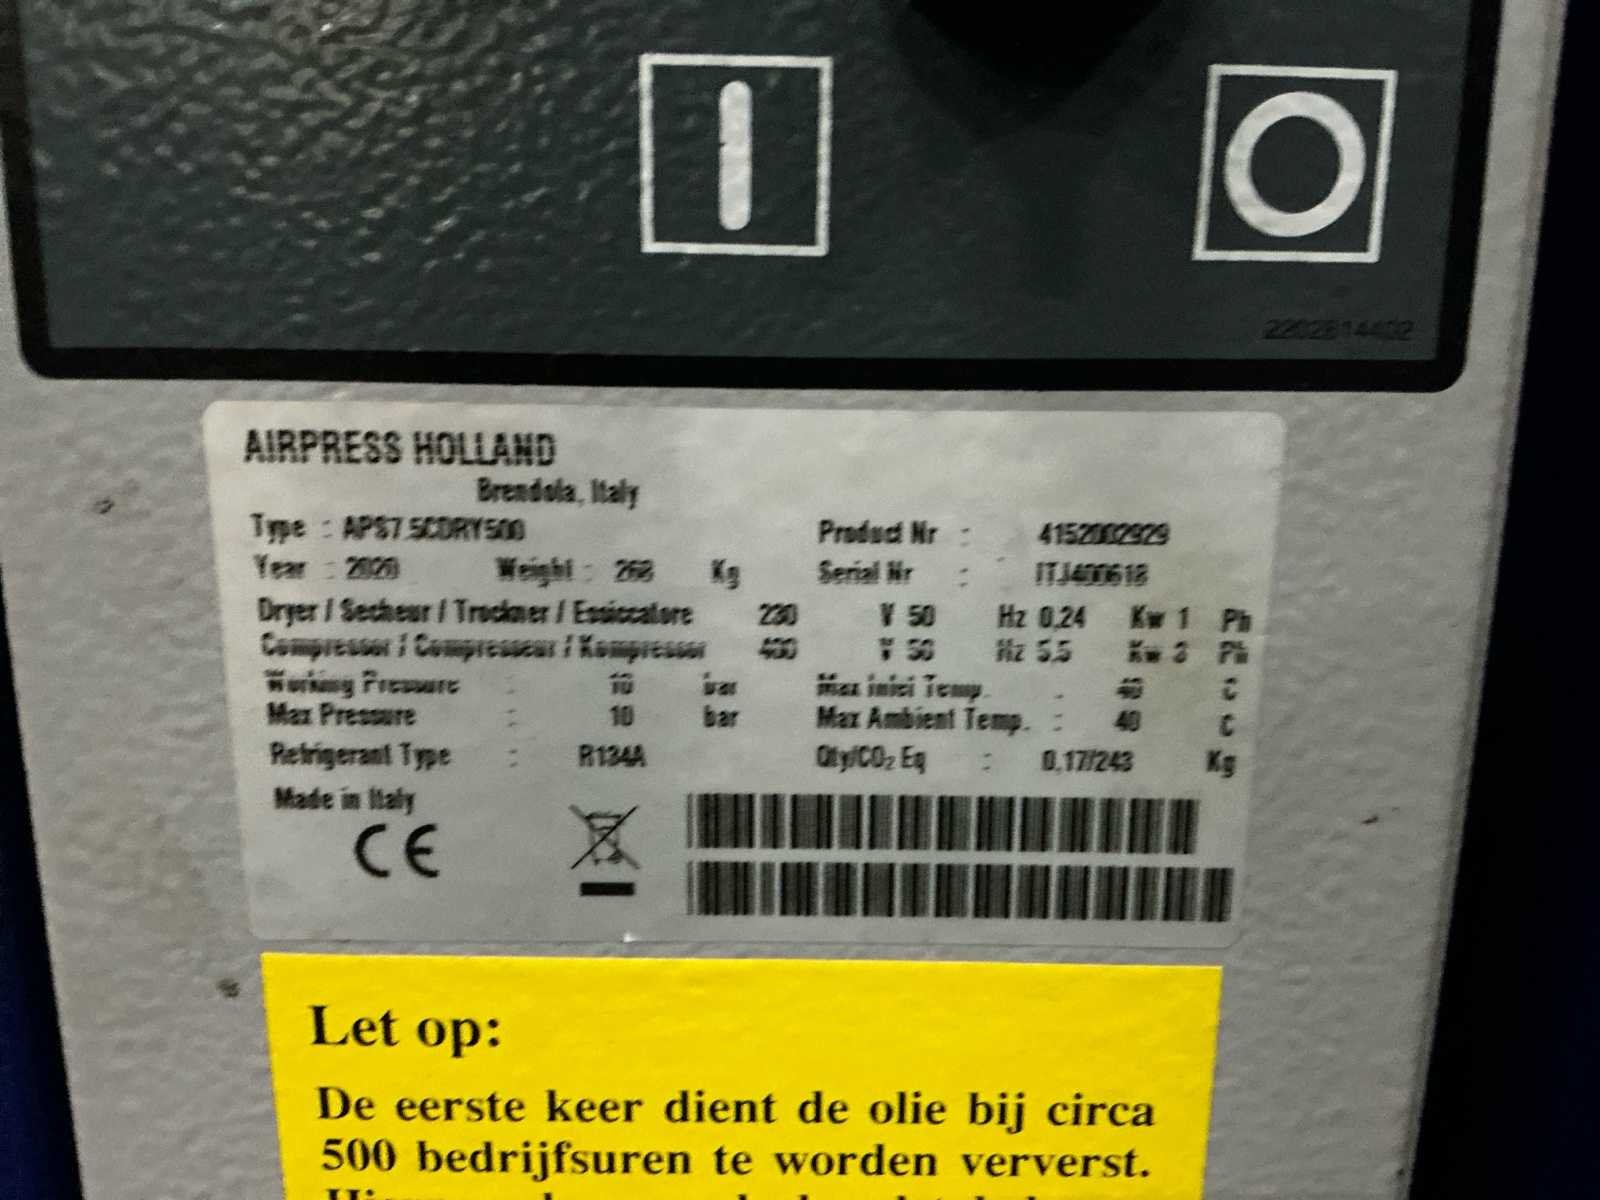 2202814402
AIRPRESS HOLLAND
Brendola, Italy
Type : APS7.5CDRY500 Product Nr : 4152002929
Year : 2020 Weight : 268 Kg Serial Nr : ITJ400618
Dryer / Secheur / Trockner / Essiccatore 230 V 50 Hz 0,24 Kw 1 Ph
Compressor / Compresseur / Kompressor 400 V 50 Hz 5,5 Kw 3 Ph
Working Pressure : 10 bar Max inlet Temp. : 40 C
Max Pressure : 10 bar Max Ambient Temp. : 40 C
Refrigerant Type : R134A Qty/CO₂ Eq : 0,17/243 Kg
Made in Italy
CE
Let op:
De eerste keer dient de olie bij circa
500 bedrijfsuren te worden ververst.